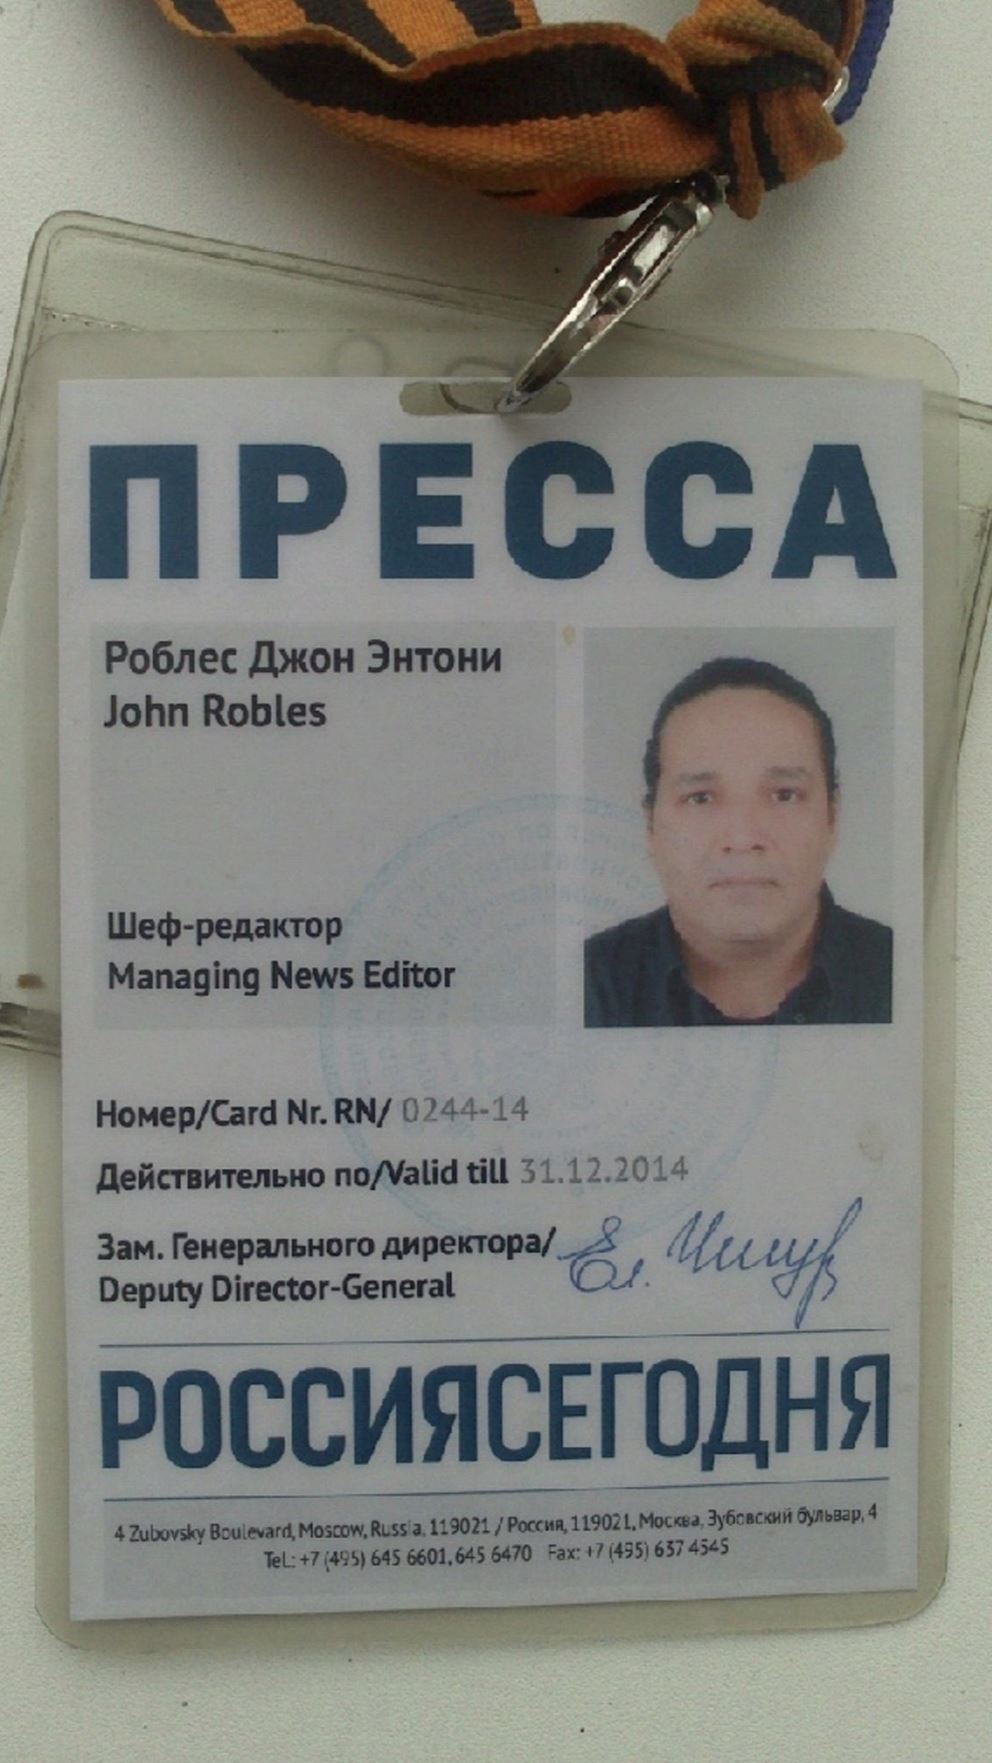 ПРЕССА
Роблес Джон Энтони
John Robles
Шеф-редактор
Managing News Editor
Номер/Card Nr. RN/ 0244-14
Действительно по/Valid till 31.12.2014
Зам. Генерального директора/
Deputy Director-General
РОССИЯСЕГОДНЯ
4 Zubovsky Boulevard, Moscow, Russia, 119021 / Россия, 119021, Москва, Зубовский бульвар, 4
Tel.: +7 (495) 645 6601, 645 6470 Fax: +7 (495) 637 4545